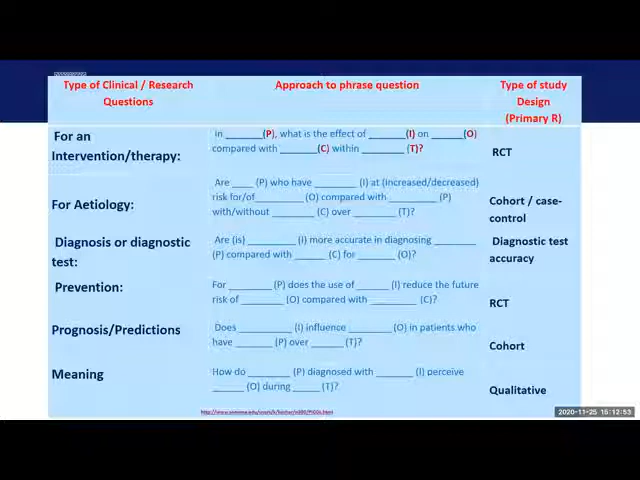 Type of Clinical / Research Questions
Approach to phrase question
Type of study Design (Primary R)
For an Intervention/therapy:
In _______(P), what is the effect of _______(I) on ______(O)
compared with _______(C) within ________ (T)?
RCT
For Aetiology:
Are ____ (P) who have ________ (I) at (increased/decreased)
risk for/of__________ (O) compared with _________ (P)
with/without ________ (C) over ________ (T)?
Cohort / case-control
Diagnosis or diagnostic test:
Are (is) _________ (I) more accurate in diagnosing ________
(P) compared with ______ (C) for ______ (O)?
Diagnostic test accuracy
Prevention:
For ________ (P) does the use of ______ (I) reduce the future
risk of ________ (O) compared with _________ (C)?
RCT
Prognosis/Predictions
Does __________ (I) influence ________ (O) in patients who
have _______ (P) over ______ (T)?
Cohort
Meaning
How do ________ (P) diagnosed with _______ (I) perceive
______ (O) during _____ (T)?
Qualitative
2020-11-25 15:12:53